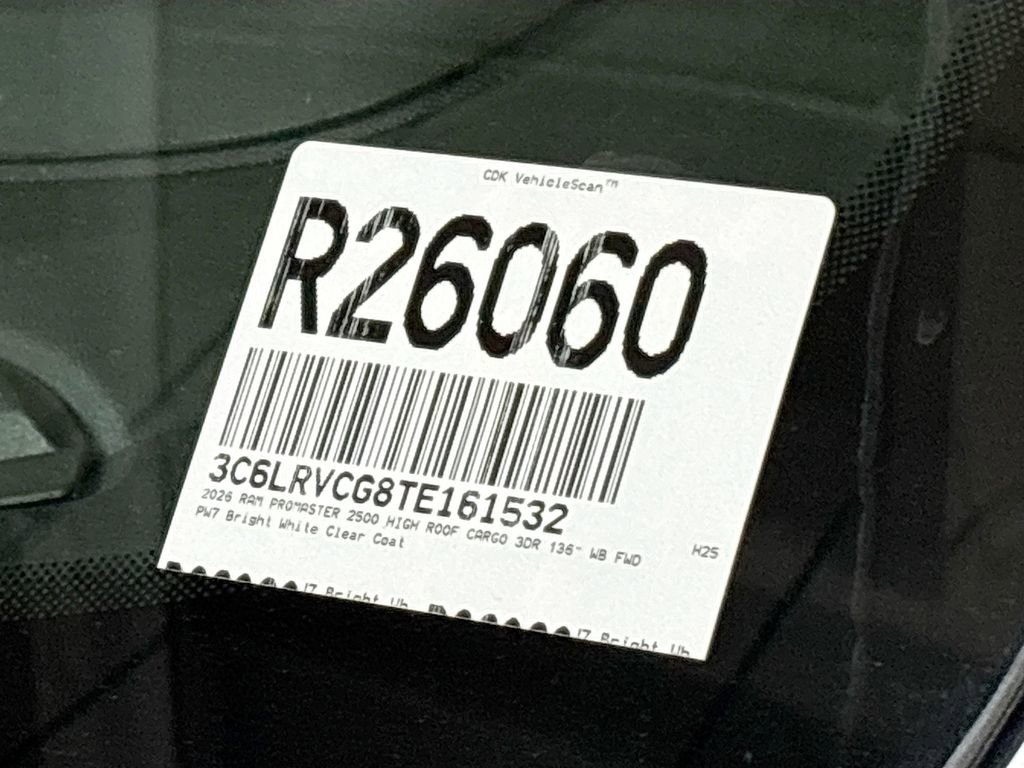 CDK VehicleScan™
R26060
3C6LRVCG8TE161532
2026 RAM PROMASTER 2500 HIGH ROOF CARGO 3DR 136" WB FWD
PW7 Bright White Clear Coat
H25